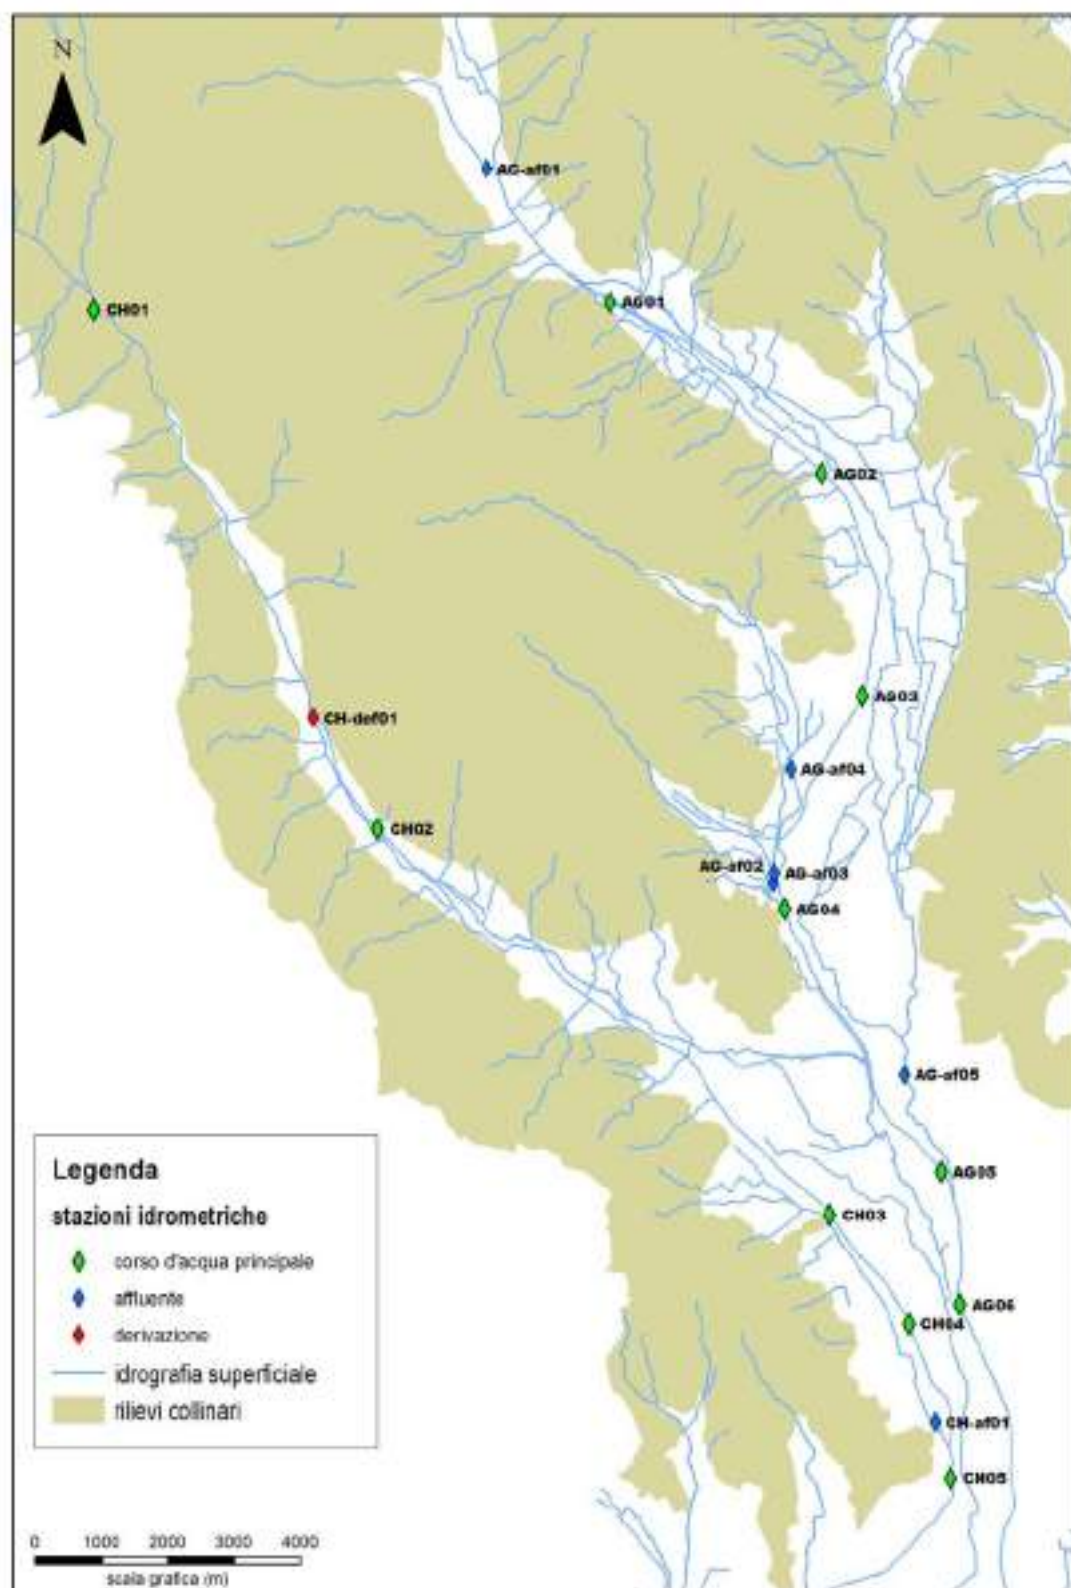 N
AG-af01
CH01
AG01
AG02
AG03
CH-def01
AG-af04
CH02
AG-af02
AG-af03
AG04
AG-af05
AG05
CH03
AG06
CH04
CH-af01
CH05
Legenda
stazioni idrometriche
corso d'acqua principale
affluente
derivazione
idrografia superficiale
rilievi collinari
0 1000 2000 3000 4000
scala grafica (m)